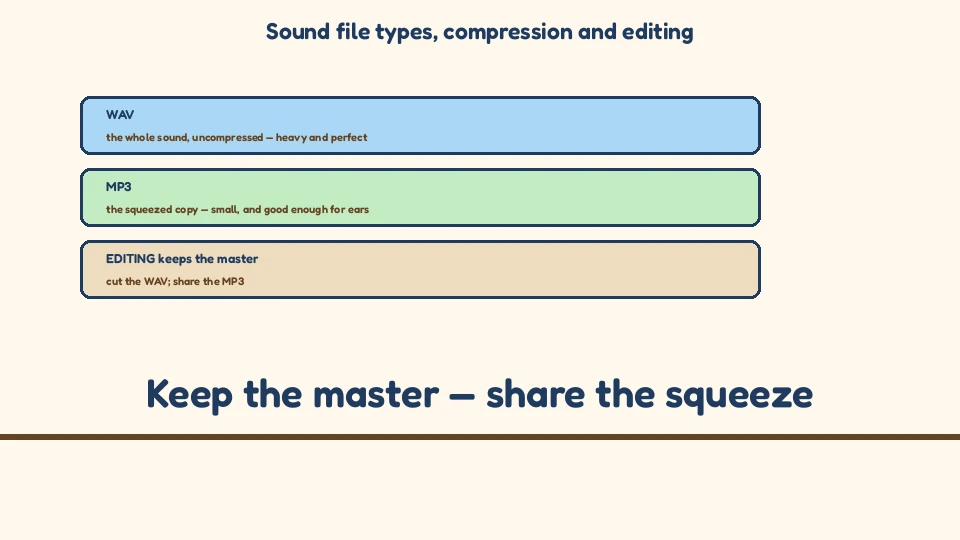 Sound file types, compression and editing
WAV
the whole sound, uncompressed — heavy and perfect
MP3
the squeezed copy — small, and good enough for ears
EDITING keeps the master
cut the WAV; share the MP3
Keep the master — share the squeeze